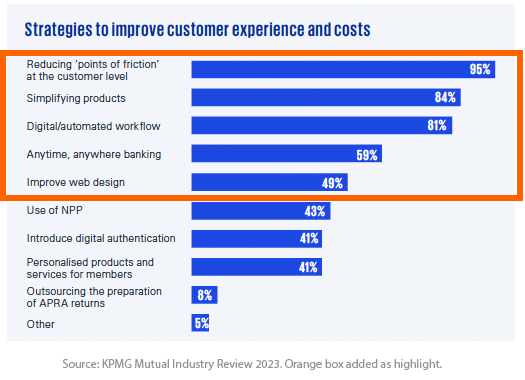 Strategies to improve customer experience and costs
Reducing ‘points of friction’
at the customer level
95%
Simplifying products
84%
Digital/automated workflow
81%
Anytime, anywhere banking
59%
Improve web design
49%
Use of NPP
43%
Introduce digital authentication
41%
Personalised products and
services for members
41%
Outsourcing the preparation
of APRA returns
8%
Other
5%
Source: KPMG Mutual Industry Review 2023. Orange box added as highlight.